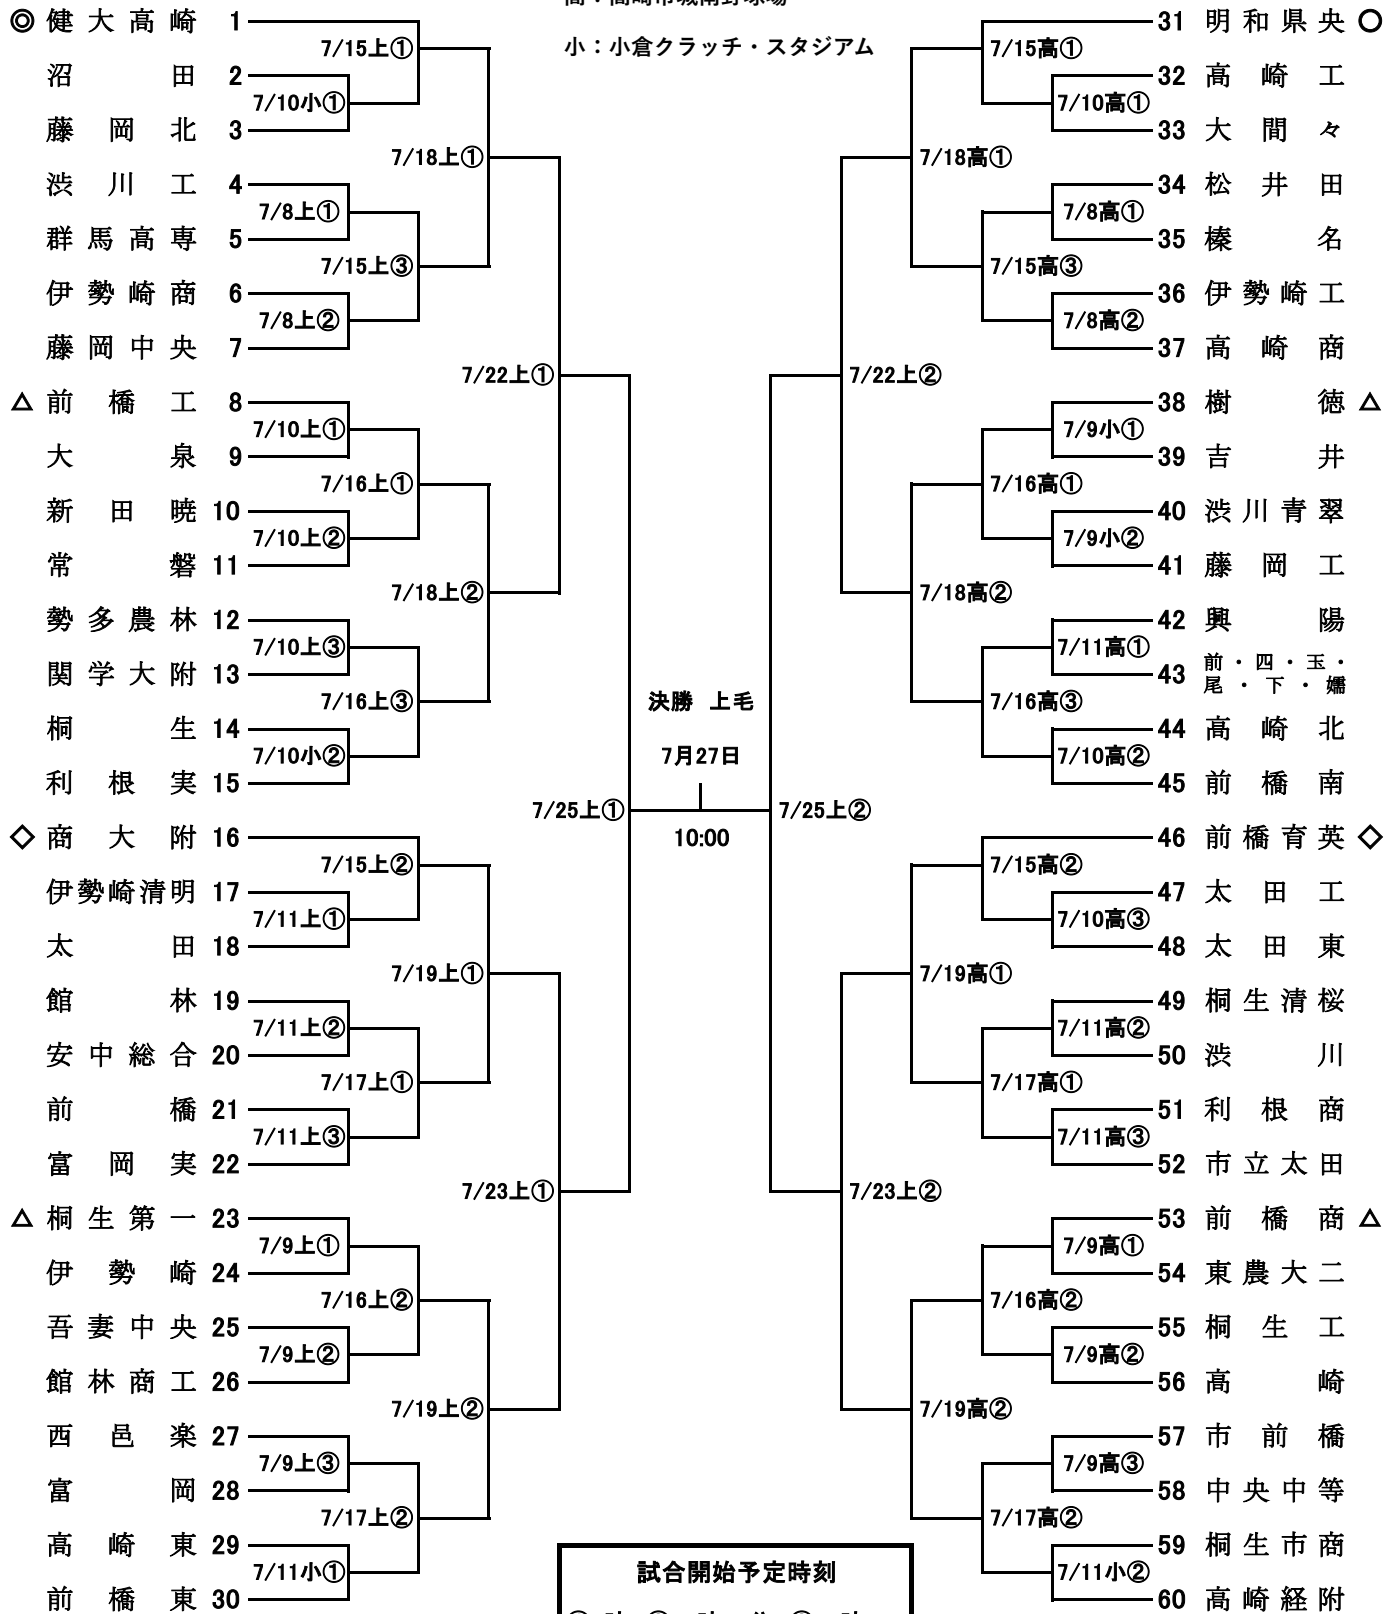 小：小倉クラッチ・スタジアム
◎ 健大高崎 1
沼田 2
藤岡北 3
渋川工 4
群馬高専 5
伊勢崎商 6
藤岡中央 7
△ 前橋工 8
大泉 9
新田暁 10
常磐 11
勢多農林 12
関学大附 13
桐生 14
利根実 15
◇ 商大附 16
伊勢崎清明 17
太田 18
館林 19
安中総合 20
前橋 21
富岡実 22
△ 桐生第一 23
伊勢崎 24
吾妻中央 25
館林商工 26
西邑楽 27
富岡 28
高崎東 29
前橋東 30
7/10小①
7/8上①
7/8上②
7/10上①
7/10上②
7/10上③
7/10小②
7/11上①
7/11上②
7/11上③
7/9上①
7/9上②
7/9上③
7/11小①
7/15上①
7/15上③
7/16上①
7/16上③
7/15上②
7/17上①
7/16上②
7/17上②
7/18上①
7/18上②
7/19上①
7/19上②
7/22上①
7/23上①
7/25上①
決勝 上毛
7月27日
10:00
7/25上②
7/22上②
7/23上②
7/18高①
7/18高②
7/19高①
7/19高②
7/15高①
7/15高③
7/16高①
7/16高③
7/15高②
7/17高①
7/16高②
7/17高②
7/10高①
7/8高①
7/8高②
7/9小①
7/9小②
7/11高①
7/10高②
7/10高③
7/11高②
7/11高③
7/9高①
7/9高②
7/9高③
7/11小②
31 明和県央 ○
32 高崎工
33 大間々
34 松井田
35 榛名
36 伊勢崎工
37 高崎商
38 樹徳 △
39 吉井
40 渋川青翠
41 藤岡工
42 興陽
43 前・四・玉・
尾・下・嬬
44 高崎北
45 前橋南
46 前橋育英 ◇
47 太田工
48 太田東
49 桐生清桜
50 渋川
51 利根商
52 市立太田
53 前橋商 △
54 東農大二
55 桐生工
56 高崎
57 市前橋
58 中央中等
59 桐生市商
60 高崎経附
試合開始予定時刻